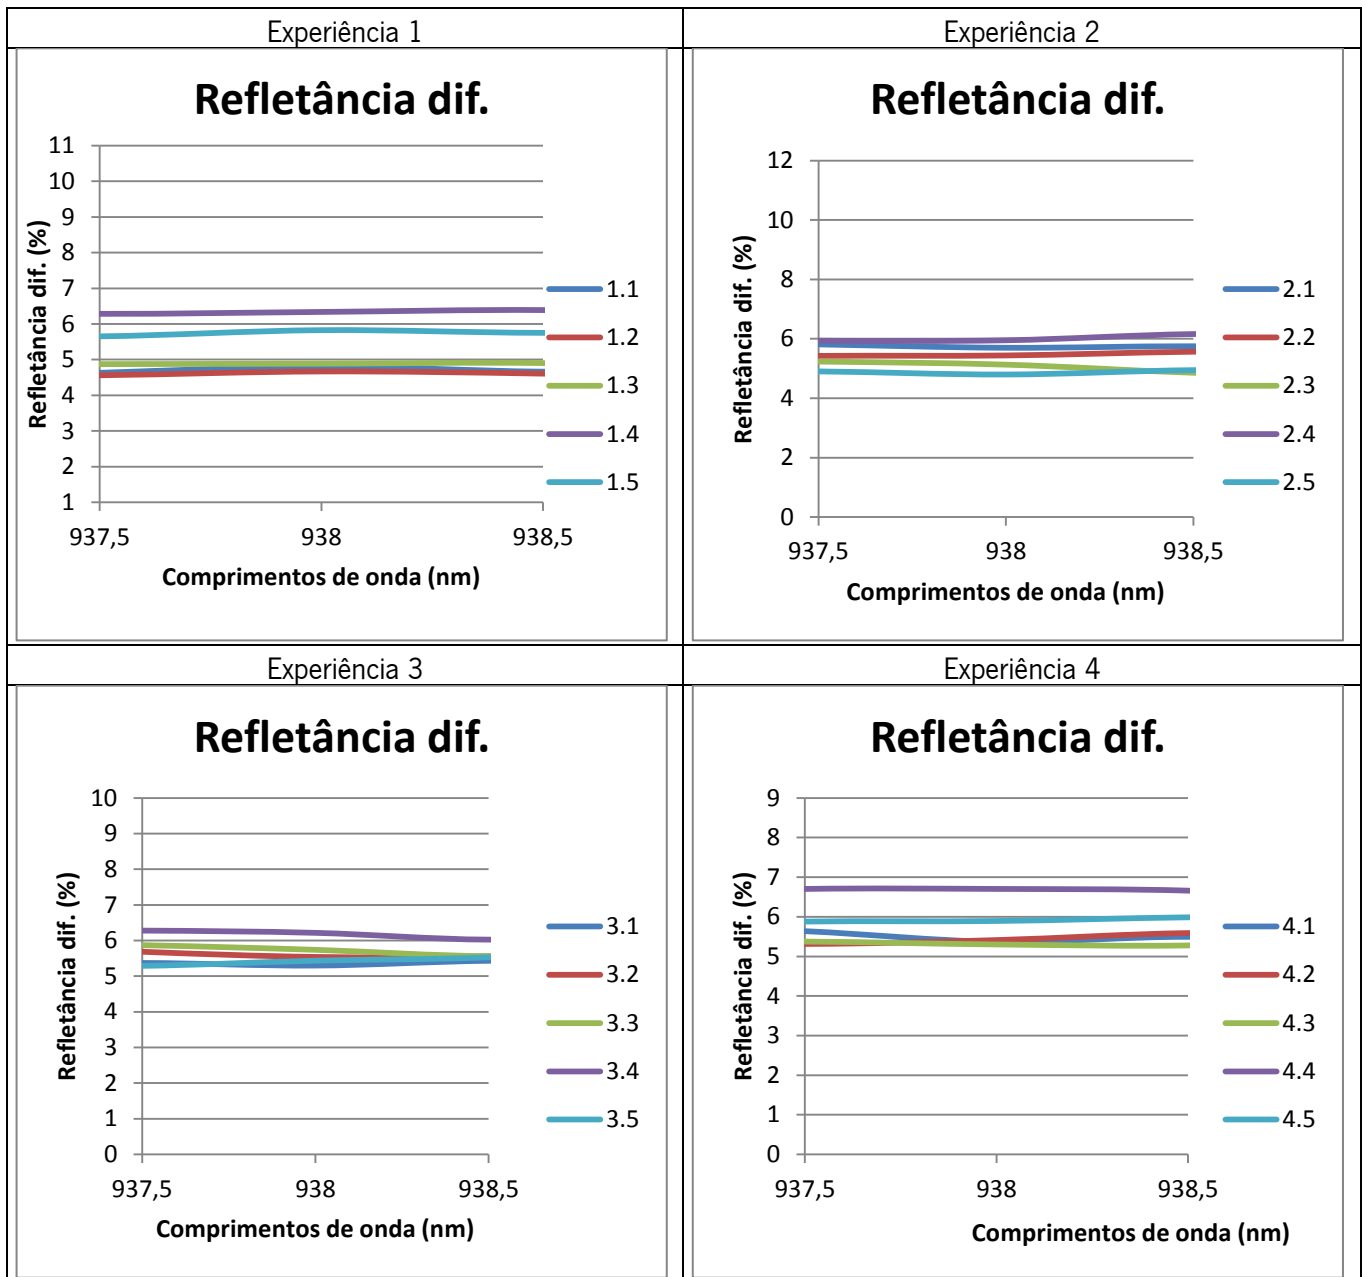 Experiência 1
Refletância dif.
Refletância dif. (%)
11
10
9
8
7
6
5
4
3
2
1
937,5 938 938,5
Comprimentos de onda (nm)
1.1
1.2
1.3
1.4
1.5
Experiência 2
Refletância dif.
Refletância dif. (%)
12
10
8
6
4
2
0
937,5 938 938,5
Comprimentos de onda (nm)
2.1
2.2
2.3
2.4
2.5
Experiência 3
Refletância dif.
Refletância dif. (%)
10
9
8
7
6
5
4
3
2
1
0
937,5 938 938,5
Comprimentos de onda (nm)
3.1
3.2
3.3
3.4
3.5
Experiência 4
Refletância dif.
Refletância dif. (%)
9
8
7
6
5
4
3
2
1
0
937,5 938 938,5
Comprimentos de onda (nm)
4.1
4.2
4.3
4.4
4.5